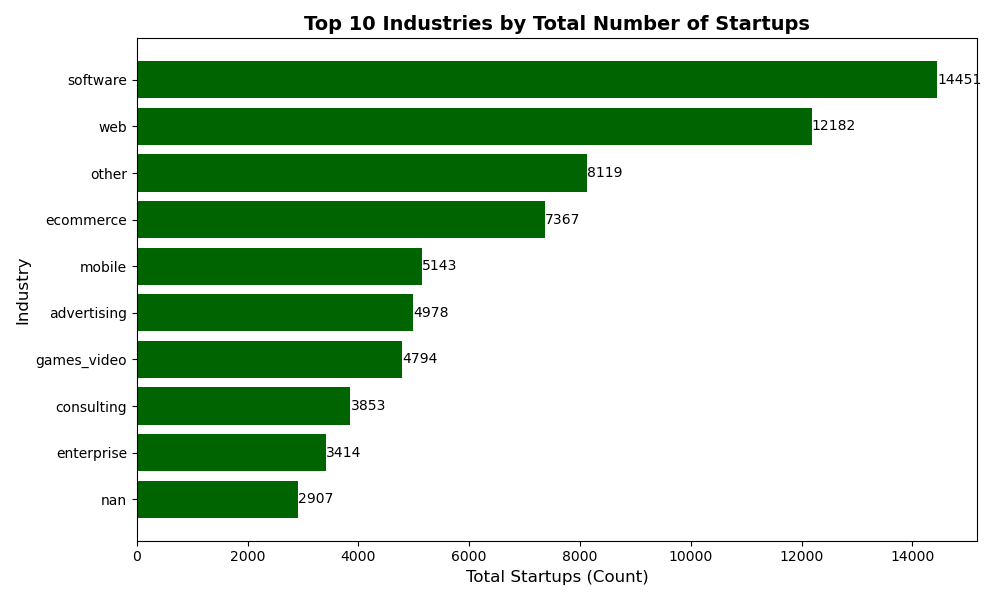 Top 10 Industries by Total Number of Startups
Industry
software 14451
web 12182
other 8119
ecommerce 7367
mobile 5143
advertising 4978
games_video 4794
consulting 3853
enterprise 3414
nan 2907
0 2000 4000 6000 8000 10000 12000 14000
Total Startups (Count)